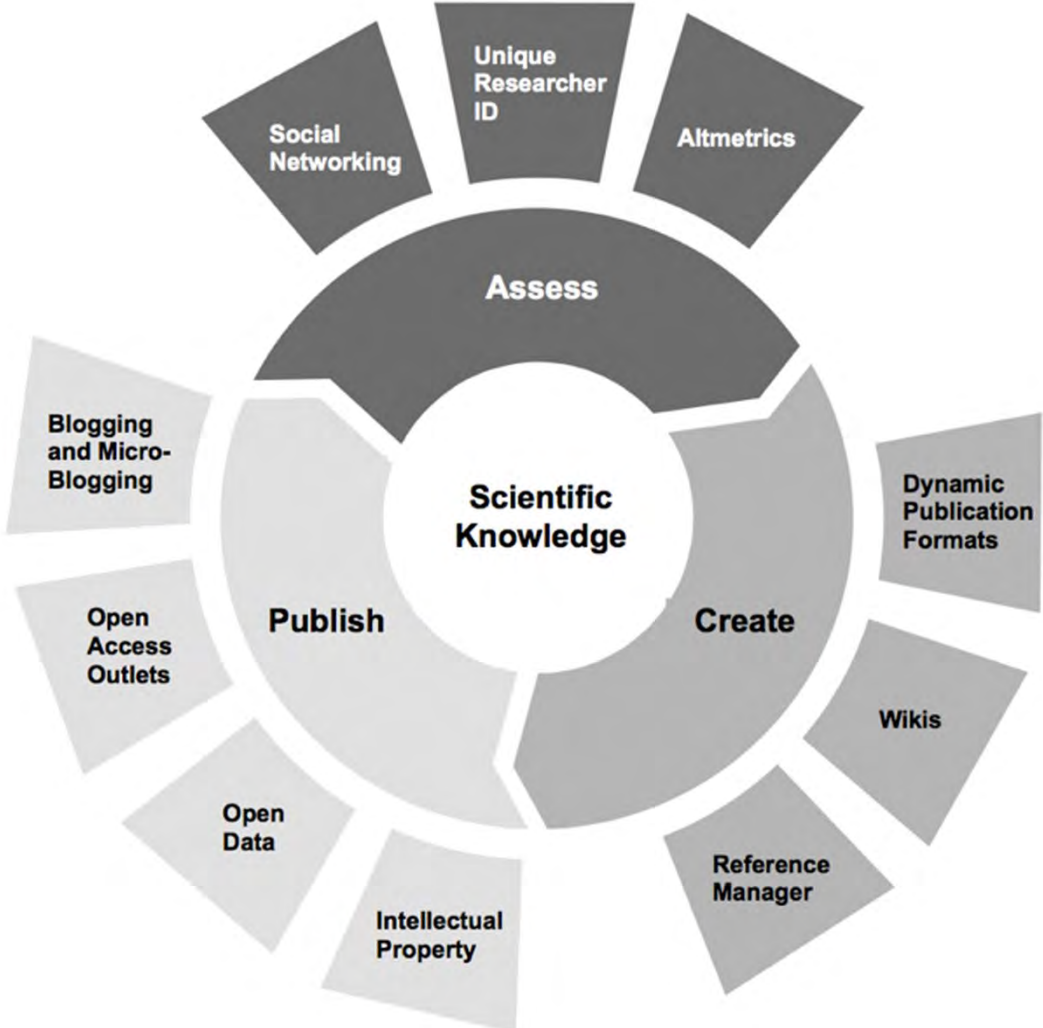 Unique
Researcher
ID
Social
Networking
Altmetrics
Assess
Blogging
and Micro-
Blogging
Scientific
Knowledge
Dynamic
Publication
Formats
Open
Access
Outlets
Publish
Create
Wikis
Open
Data
Reference
Manager
Intellectual
Property